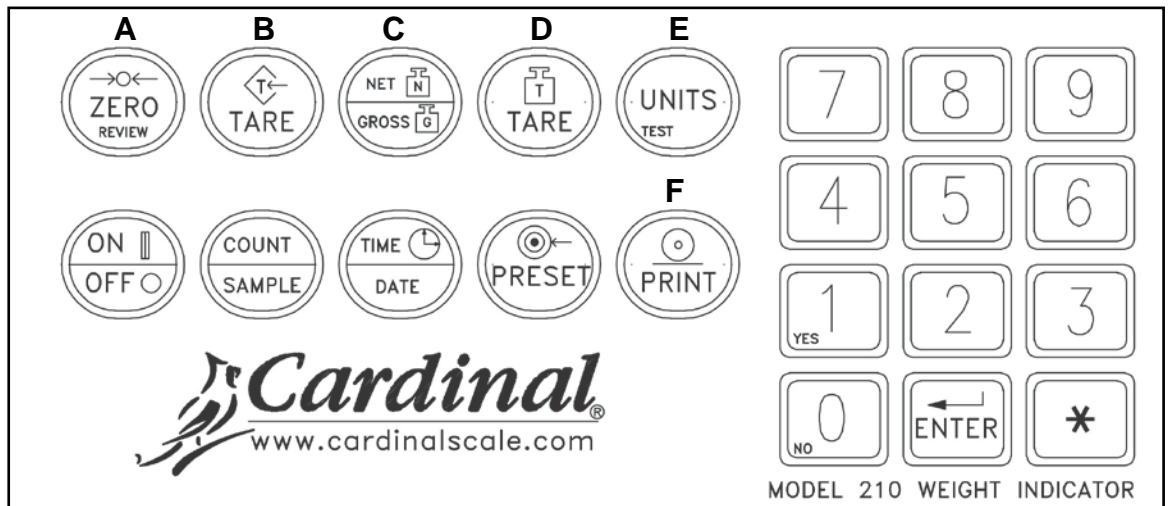 A B C D E
ZERO
REVIEW
T
TARE
NET N
GROSS G
T
TARE
UNITS
TEST
F
ON
OFF
COUNT
SAMPLE
TIME
DATE
PRESET
PRINT
7 8 9
4 5 6
1 2 3
YES
0 ENTER *
NO
Cardinal®
www.cardinalscale.com
MODEL 210 WEIGHT INDICATOR